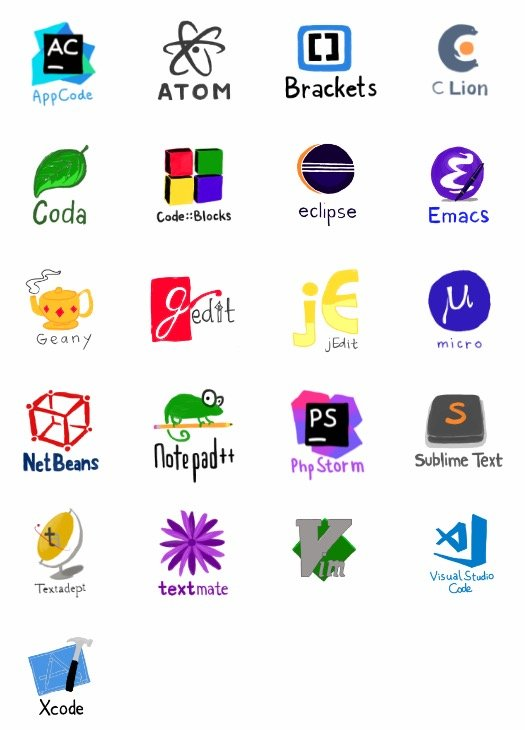 AC
AppCode
ATOM
[]
Brackets
C
C Lion
Coda
Code::Blocks
eclipse
E
Emacs
Geany
gedit
jE
jEdit
μ
micro
NetBeans
Notepad++
PS
PhpStorm
S
Sublime Text
t
Textadept
textmate
Vim
Visual Studio
Code
Xcode